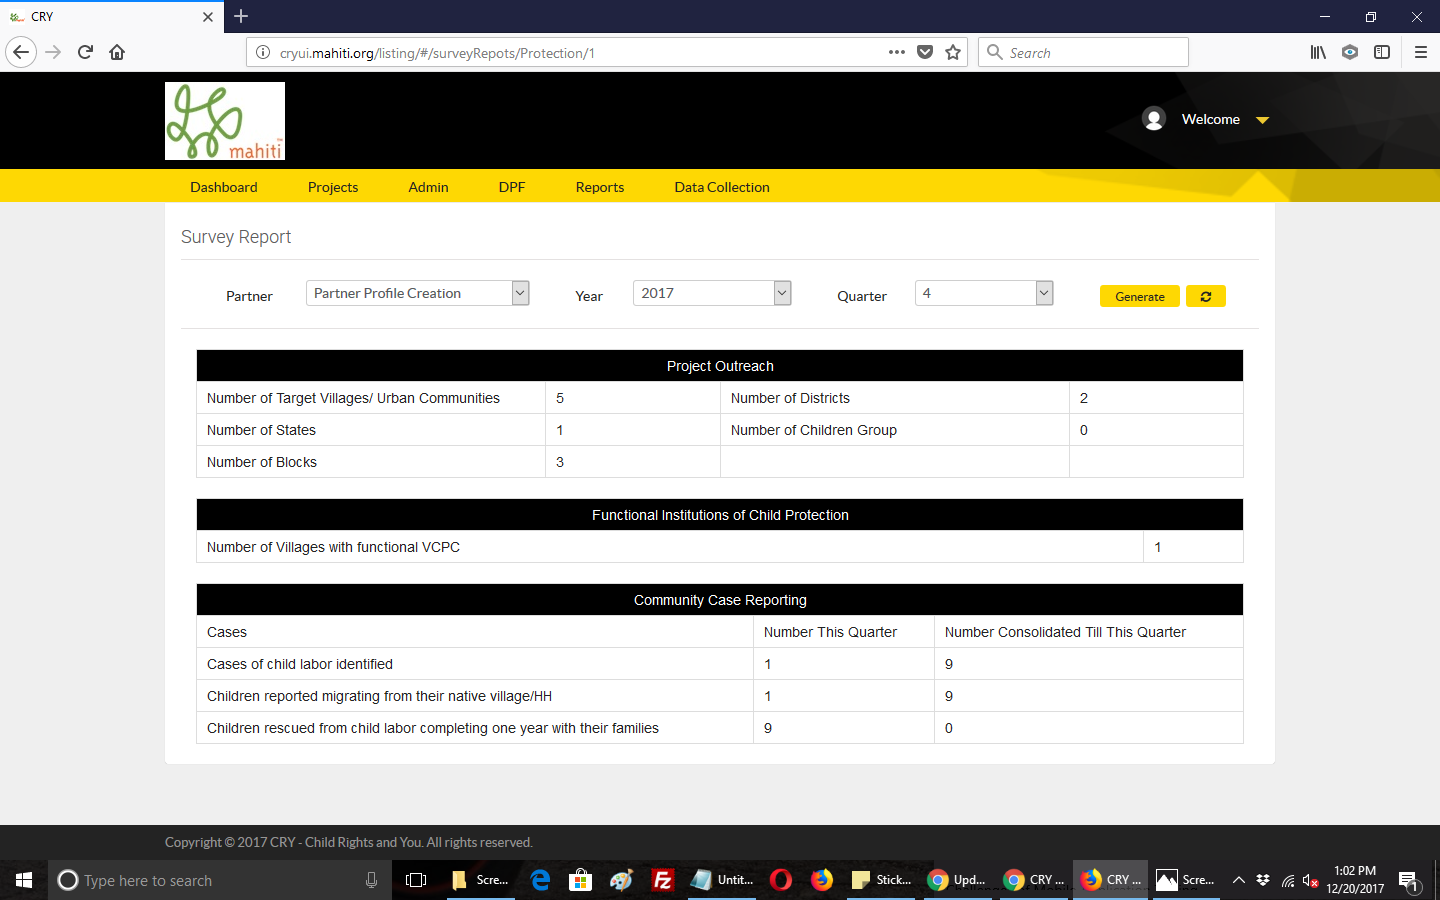 CRY
cryui.mahiti.org/listing/#/surveyRepots/Protection/1
Search
mahiti
Welcome
Dashboard Projects Admin DPF Reports Data Collection
Survey Report
Partner Partner Profile Creation Year 2017 Quarter 4 Generate
Project Outreach
Number of Target Villages/ Urban Communities 5 Number of Districts 2
Number of States 1 Number of Children Group 0
Number of Blocks 3
Functional Institutions of Child Protection
Number of Villages with functional VCPC 1
Community Case Reporting
Cases Number This Quarter Number Consolidated Till This Quarter
Cases of child labor identified 1 9
Children reported migrating from their native village/HH 1 9
Children rescued from child labor completing one year with their families 9 0
Copyright © 2017 CRY - Child Rights and You. All rights reserved.
Type here to search
Scre... Untit... Stick... Upd... CRY ... CRY ... Scre...
1:02 PM
12/20/2017
1